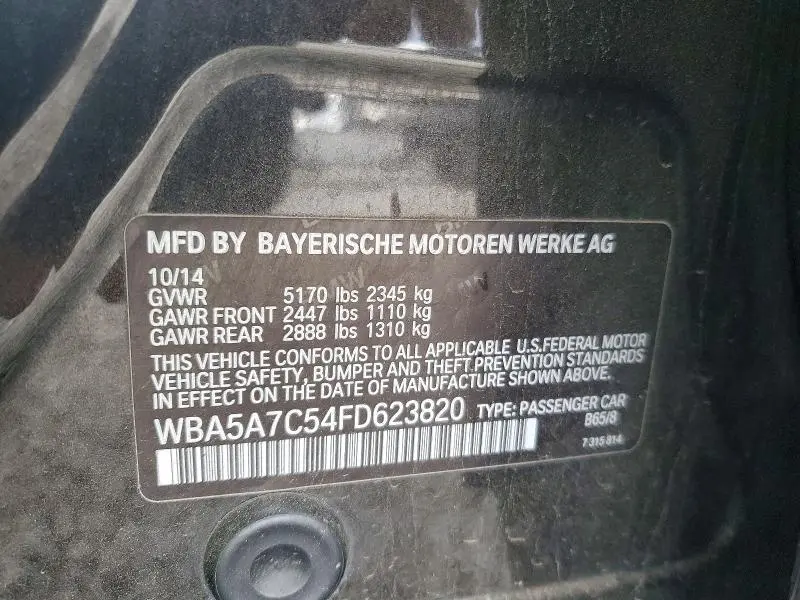 MFD BY BAYERISCHE MOTOREN WERKE AG
10/14
GVWR 5170 lbs 2345 kg
GAWR FRONT 2447 lbs 1110 kg
GAWR REAR 2888 lbs 1310 kg
THIS VEHICLE CONFORMS TO ALL APPLICABLE U.S.FEDERAL MOTOR
VEHICLE SAFETY, BUMPER AND THEFT PREVENTION STANDARDS
IN EFFECT ON THE DATE OF MANUFACTURE SHOWN ABOVE.
WBA5A7C54FD623820 TYPE: PASSENGER CAR
B65/8
7 315 814